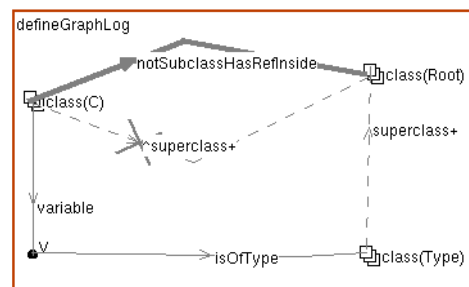 defineGraphLog
notSubclassHasRefInside
class(Root)
class(C)
superclass+
^superclass+
variable
V
isOfType
class(Type)